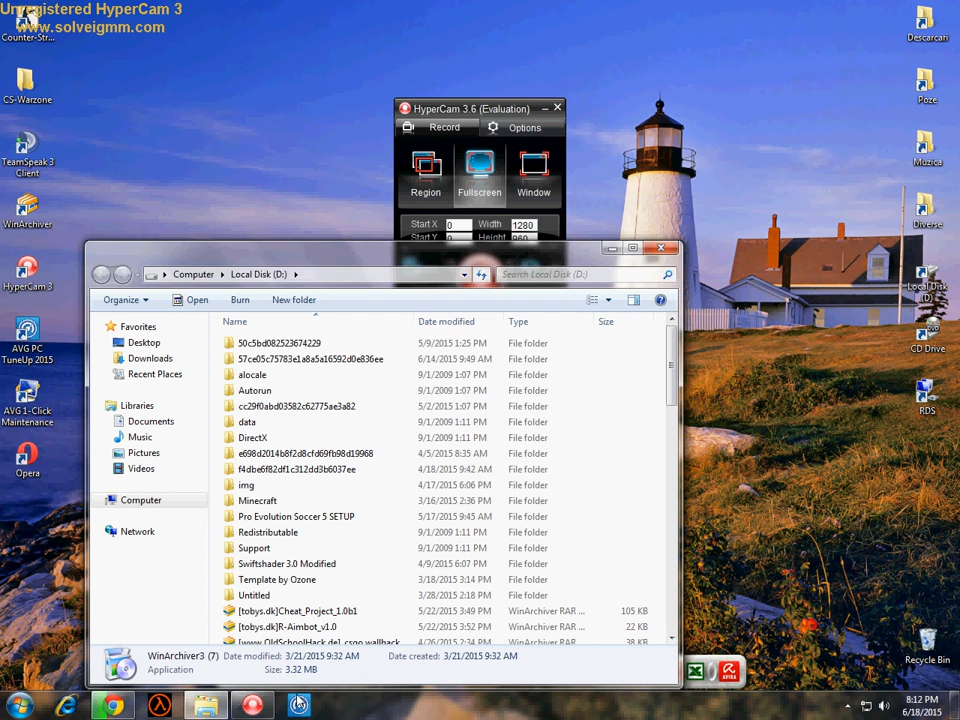 Unregistered HyperCam 3
www.solveigmm.com
Counter-Str...
CS-Warzone
TeamSpeak 3
Client
WinArchiver
HyperCam 3
AVG PC
TuneUp 2015
AVG 1-Click
Maintenance
Opera
HyperCam 3.6 (Evaluation)
Record
Options
Region
Fullscreen
Window
Start X
0
Width
1280
Start Y
0
Height
960
Computer
Local Disk (D:)
Search Local Disk (D:)
Organize
Open
Burn
New folder
Favorites
Desktop
Downloads
Recent Places
Libraries
Documents
Music
Pictures
Videos
Computer
Network
Name Date modified Type Size
50c5bd082523674229 5/9/2015 1:25 PM File folder
57ce05c75783e1a8a5a16592d0e836ee 6/14/2015 9:49 AM File folder
alocale 9/1/2009 1:07 PM File folder
Autorun 9/1/2009 1:07 PM File folder
cc29f0abd03582c62775ae3a82 5/2/2015 1:07 PM File folder
data 9/1/2009 1:11 PM File folder
DirectX 9/1/2009 1:11 PM File folder
e698d2014b8f2d8cfd69fb98d19968 4/5/2015 8:35 AM File folder
f4dbe6f82df1c312dd3b6037ee 4/18/2015 9:42 AM File folder
img 4/17/2015 6:06 PM File folder
Minecraft 3/16/2015 2:36 PM File folder
Pro Evolution Soccer 5 SETUP 5/17/2015 9:45 AM File folder
Redistributable 9/1/2009 1:11 PM File folder
Support 9/1/2009 1:11 PM File folder
Swiftshader 3.0 Modified 4/9/2015 6:07 PM File folder
Template by Ozone 3/18/2015 3:14 PM File folder
Untitled 3/28/2015 2:18 PM File folder
[tobys.dk]Cheat_Project_1.0b1 5/22/2015 3:49 PM WinArchiver RAR ... 105 KB
[tobys.dk]R-Aimbot_v1.0 5/22/2015 3:52 PM WinArchiver RAR ... 22 KB
[www.OldSchoolHack.de]_csgo wallback 4/26/2015 2:34 PM WinArchiver RAR ... 38 KB
WinArchiver3 (7) Date modified: 3/21/2015 9:32 AM Date created: 3/21/2015 9:32 AM
Application Size: 3.32 MB
Descarcari
Poze
Muzica
Diverse
Local Disk
(D)
CD Drive
RDS
Recycle Bin
AVIRA
8:12 PM
6/18/2015